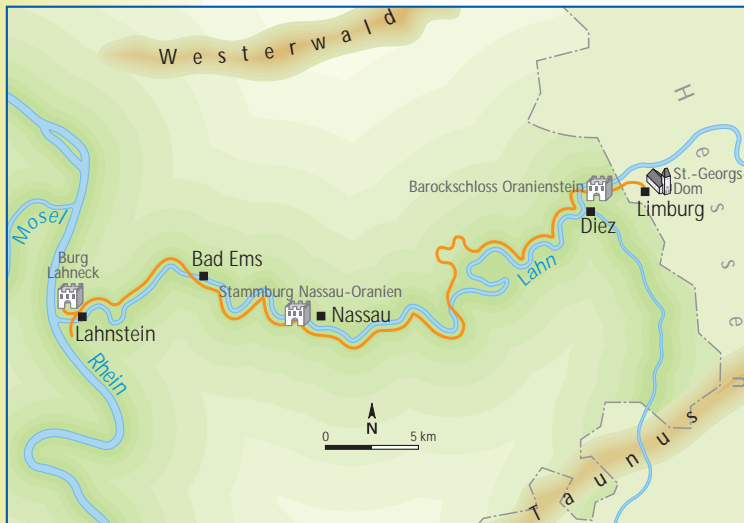 Westerwald
Hessen
Mosel
St.-Georgs-
Dom
Barockschloss Oranienstein
Limburg
Diez
Burg
Lahneck
Bad Ems
Lahn
Stammburg Nassau-Oranien
Nassau
Lahnstein
Rhein
N
0 5 km
Taunus